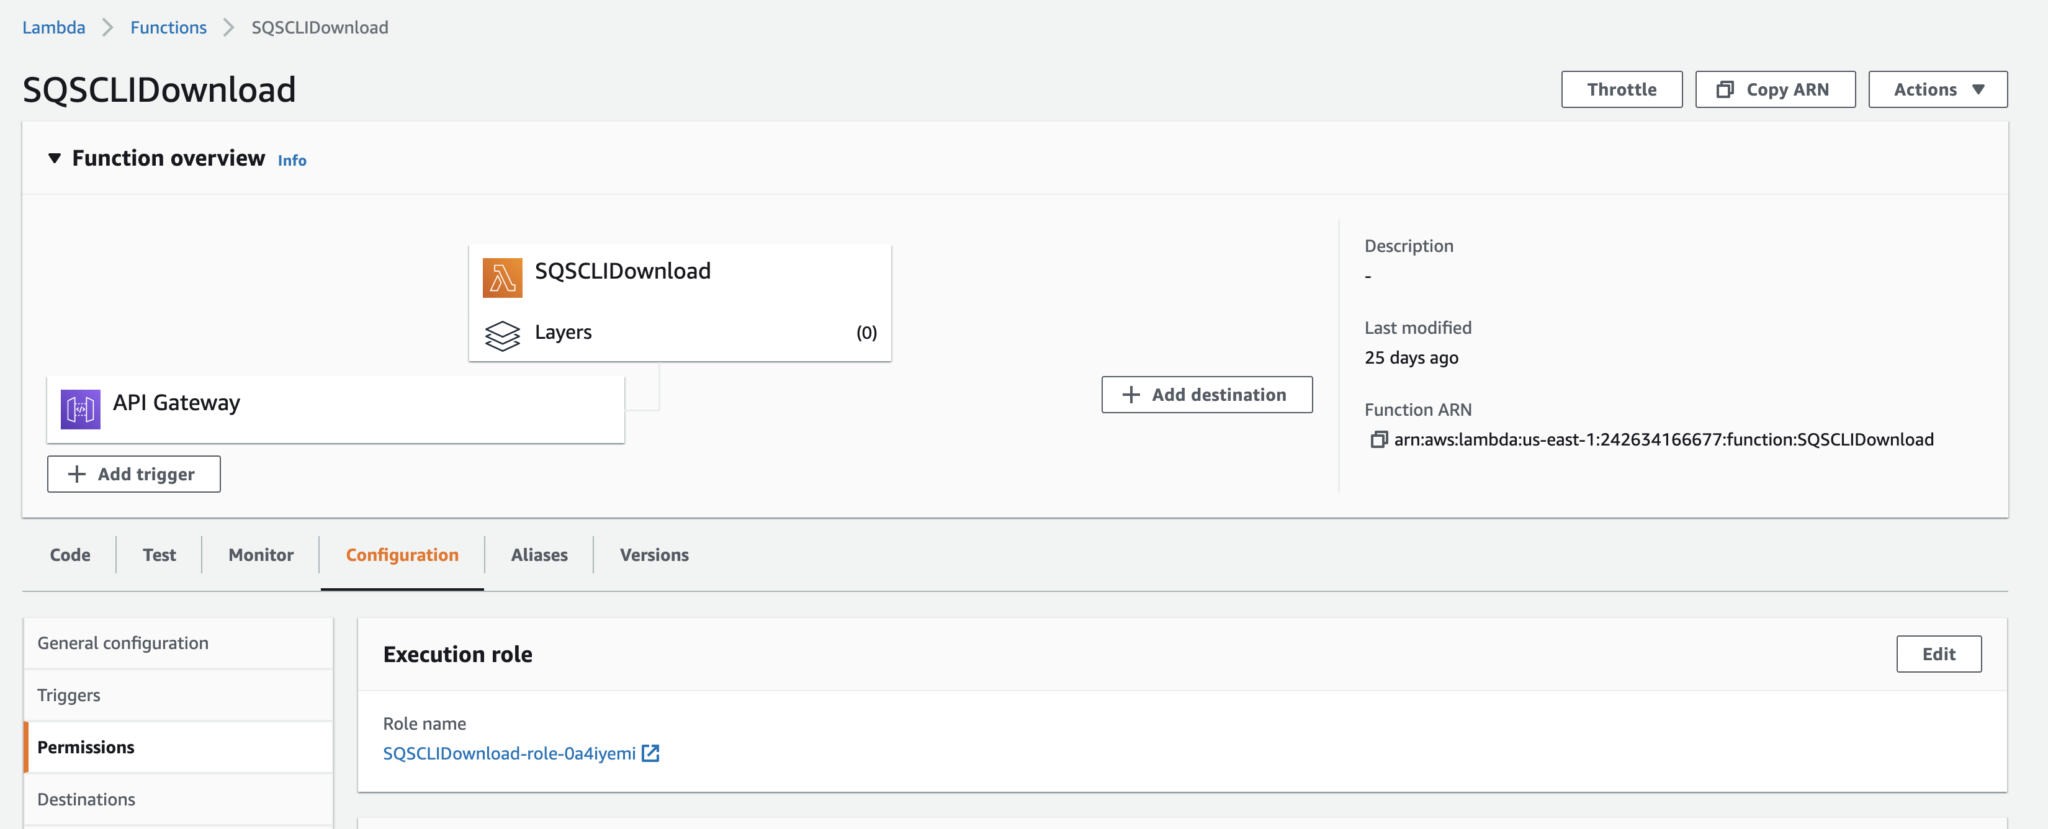 Lambda Functions SQSCLIDownload
SQSCLIDownload
Throttle Copy ARN Actions
Function overview Info
SQSCLIDownload
Layers (0)
API Gateway
Add trigger
Add destination
Description
-
Last modified
25 days ago
Function ARN
arn:aws:lambda:us-east-1:242634166677:function:SQSCLIDownload
Code Test Monitor Configuration Aliases Versions
General configuration
Triggers
Permissions
Destinations
Execution role Edit
Role name
SQSCLIDownload-role-0a4iyemi